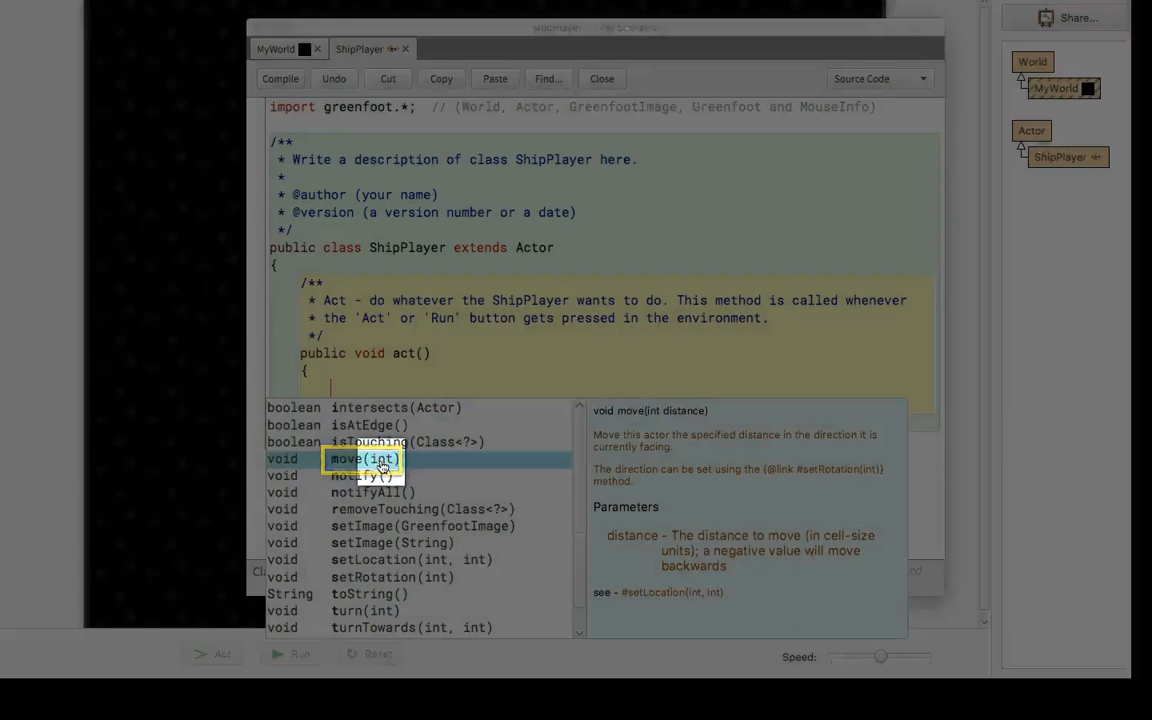 Share...
MyWorld
ShipPlayer
Compile
Undo
Cut
Copy
Paste
Find...
Close
Source Code
World
MyWorld
Actor
ShipPlayer
import greenfoot.*;  // (World, Actor, GreenfootImage, Greenfoot and MouseInfo)
/**
* Write a description of class ShipPlayer here.
*
* @author (your name)
* @version (a version number or a date)
*/
public class ShipPlayer extends Actor
{
/**
* Act - do whatever the ShipPlayer wants to do. This method is called whenever
* the 'Act' or 'Run' button gets pressed in the environment.
*/
public void act()
{
boolean intersects(Actor)
boolean isAtEdge()
boolean isTouching(Class<?>)
void move(int)
void notify()
void notifyAll()
void removeTouching(Class<?>)
void setImage(GreenfootImage)
void setImage(String)
void setLocation(int, int)
void setRotation(int)
String toString()
void turn(int)
void turnTowards(int, int)
void move(int distance)
Move this actor the specified distance in the direction it is
currently facing.
The direction can be set using the {@link #setRotation(int)}
method.
Parameters
distance - The distance to move (in cell-size
units); a negative value will move
backwards
see - #setLocation(int, int)
Act
Run
Reset
Speed: